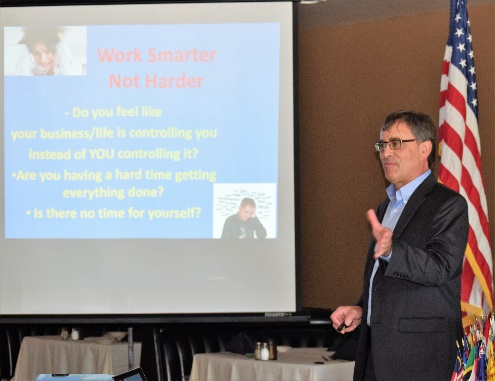 Work Smarter
Not Harder
- Do you feel like
your business/life is controlling you
instead of YOU controlling it?
•Are you having a hard time getting
everything done?
• Is there no time for yourself?